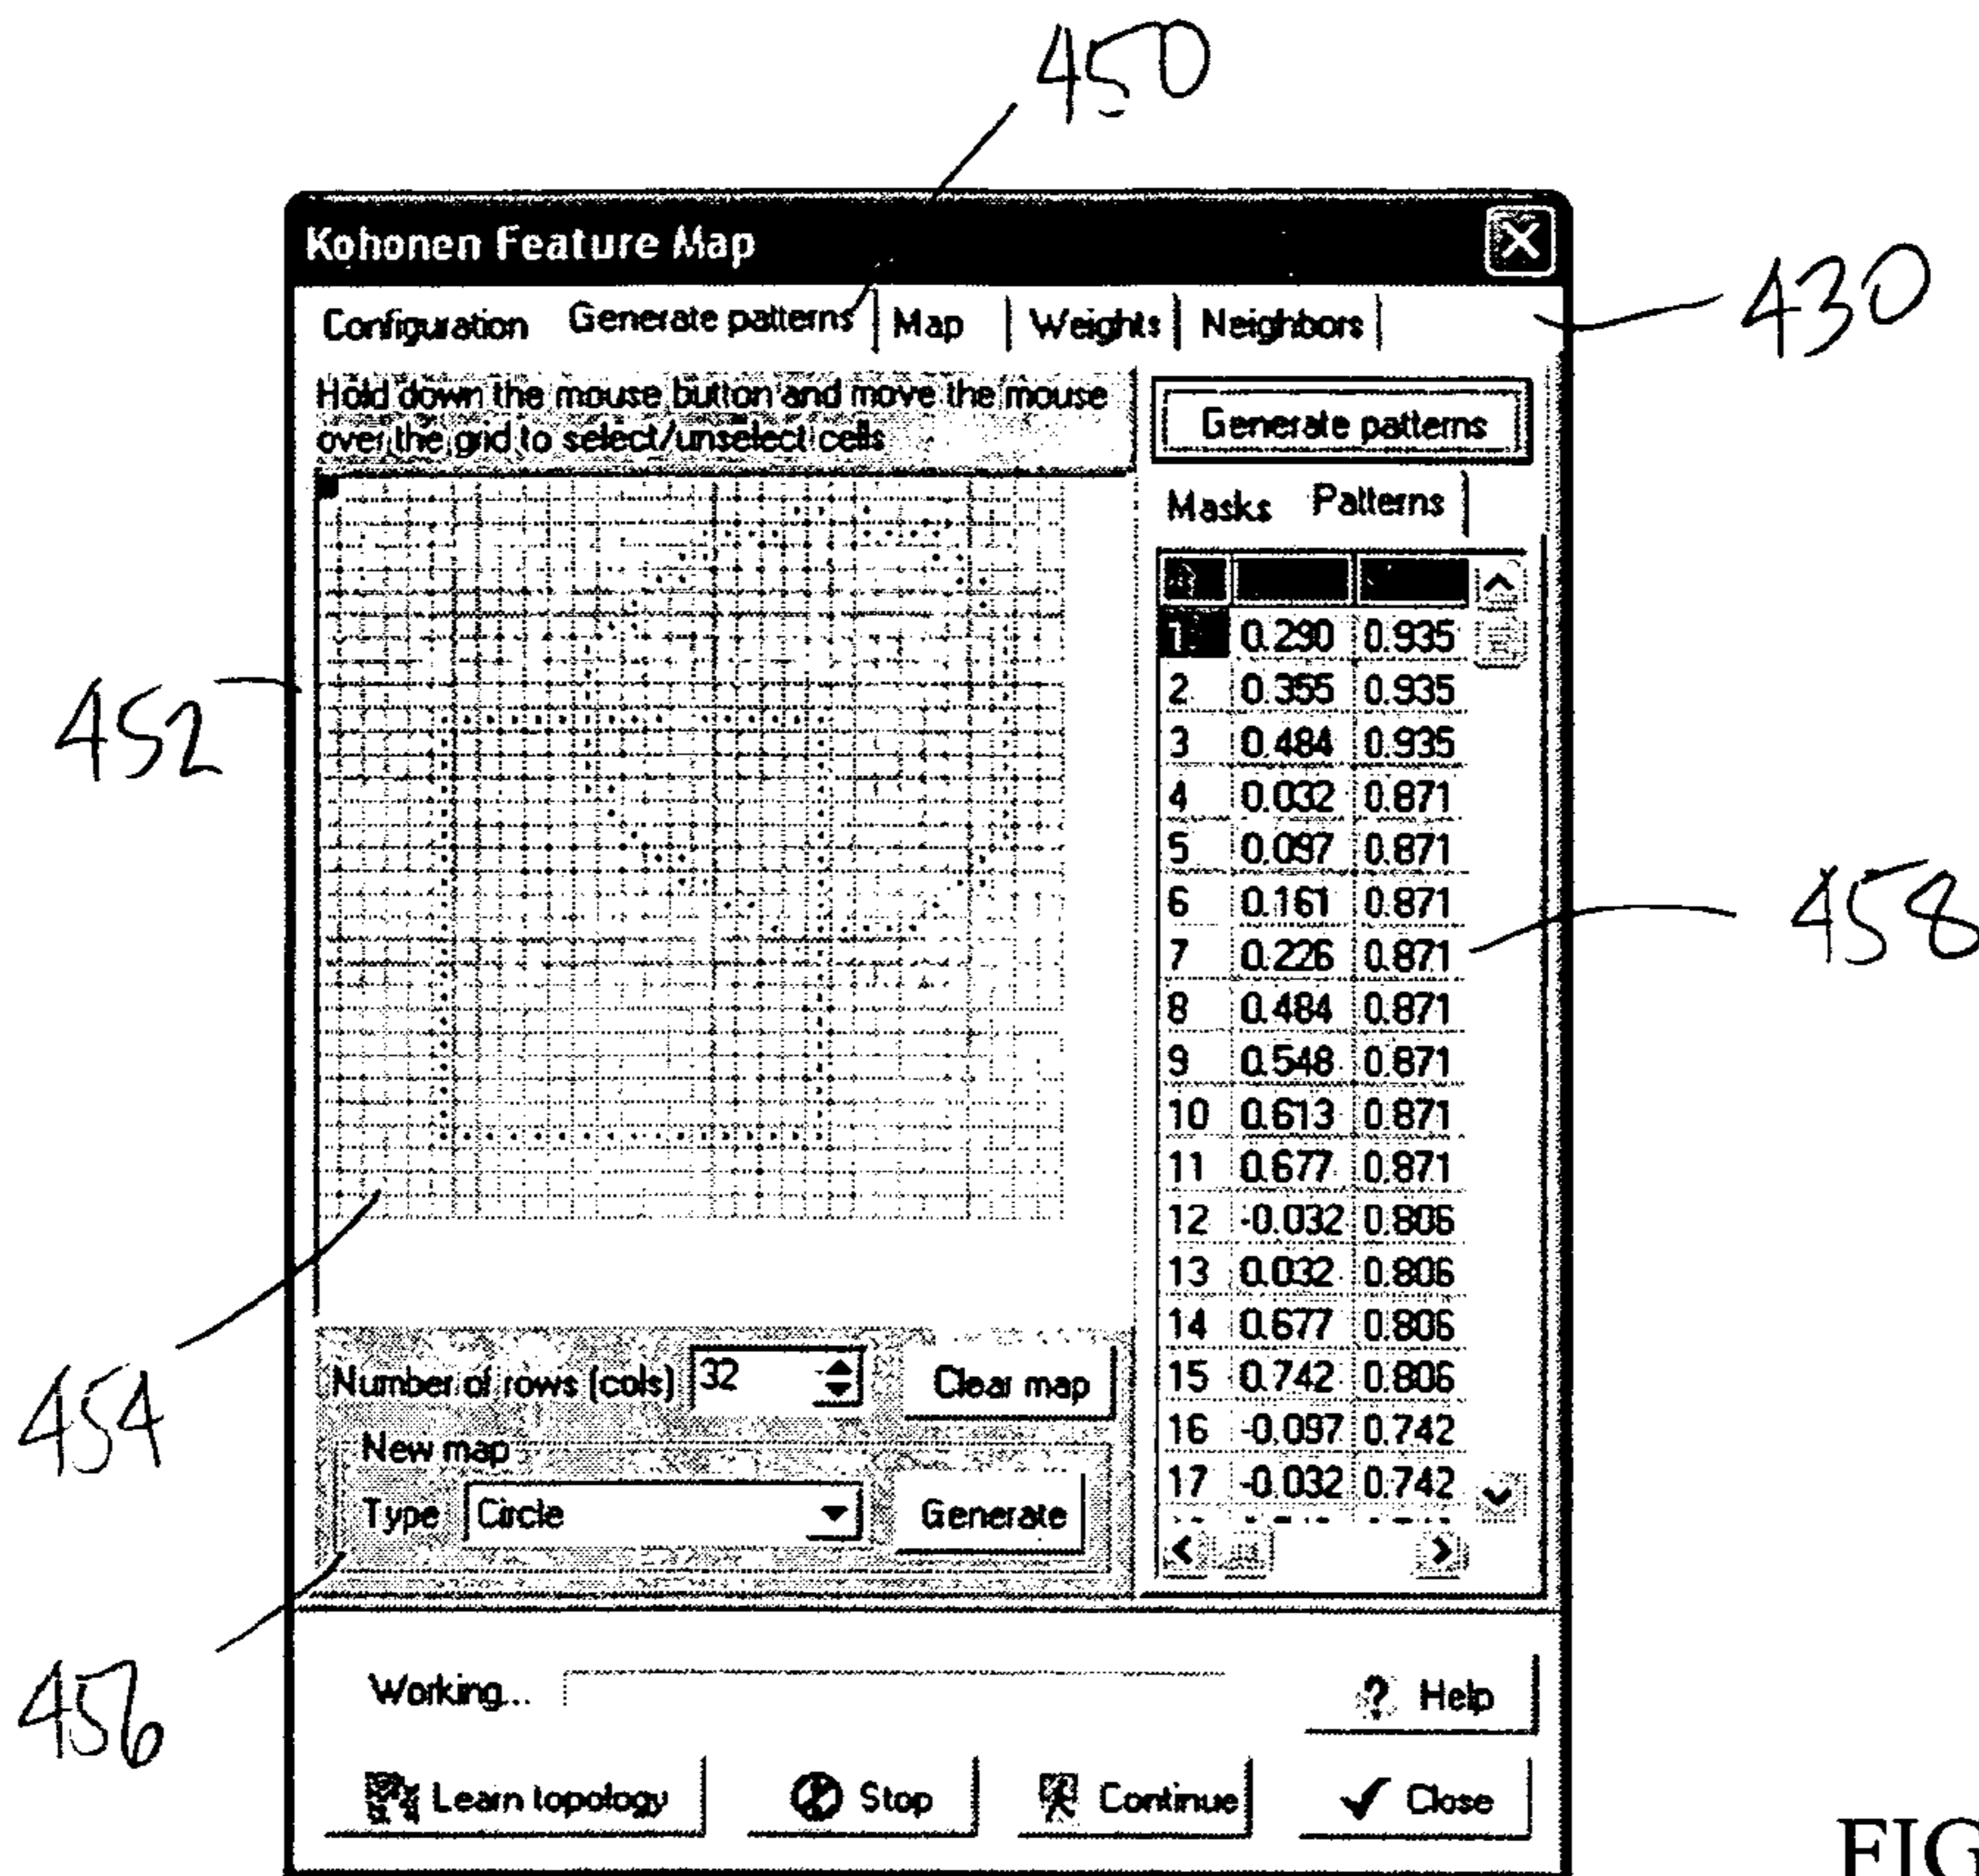 450
Kohonen Feature Map
Configuration Generate patterns Map Weights Neighbors
430
Hold down the mouse button and move the mouse
over the grid to select/unselect cells
Generate patterns
Masks Patterns
1 0.290 0.935
2 0.355 0.935
3 0.484 0.935
4 0.032 0.871
5 0.097 0.871
6 0.161 0.871
7 0.226 0.871
8 0.484 0.871
9 0.548 0.871
10 0.613 0.871
11 0.677 0.871
12 -0.032 0.806
13 0.032 0.806
14 0.677 0.806
15 0.742 0.806
16 -0.097 0.742
17 -0.032 0.742
452
458
454
Number of rows (cols) 32 Clear map
New map
Type Circle Generate
456
Working... Help
Learn topology Stop Continue Close
FIG